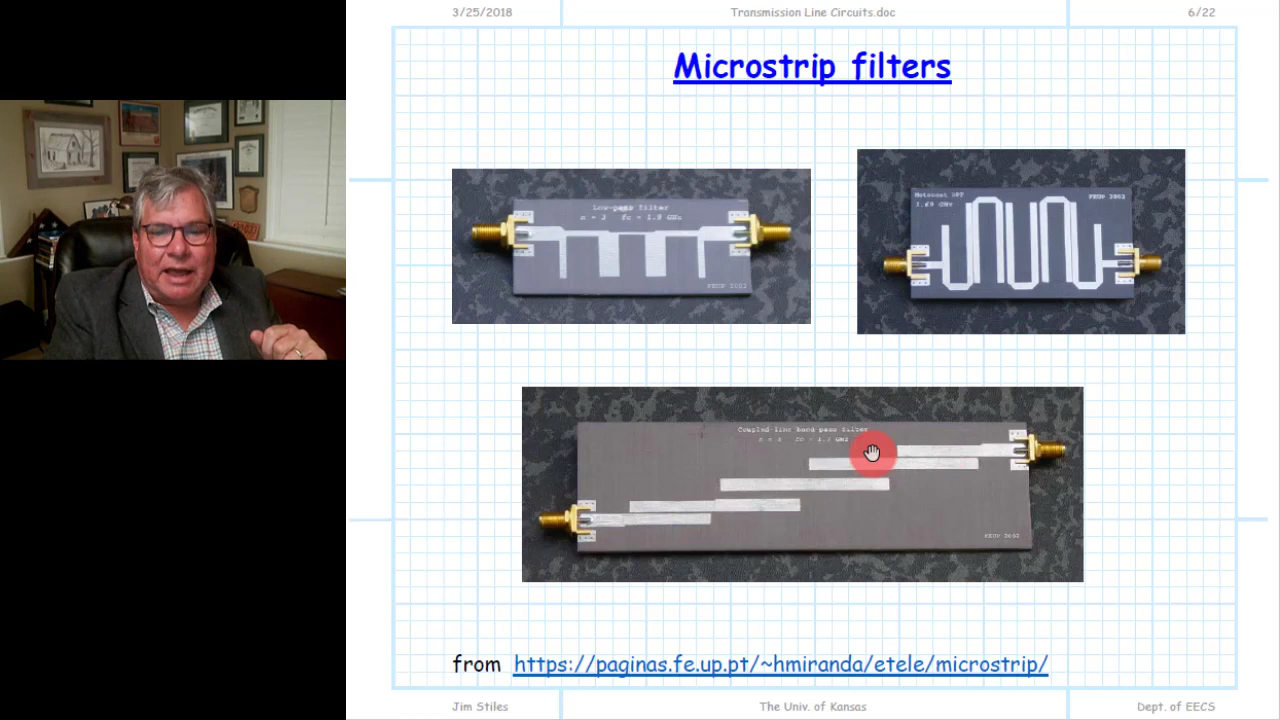 3/25/2018
Transmission Line Circuits.doc
6/22
Microstrip filters
Low-pass filter
n = 3 fc = 1.9 GHz
FEUP 2002
FEUP 2002
Coupled-line band pass filter
FEUP 2002
from https://paginas.fe.up.pt/~hmiranda/etele/microstrip/
Jim Stiles
The Univ. of Kansas
Dept. of EECS